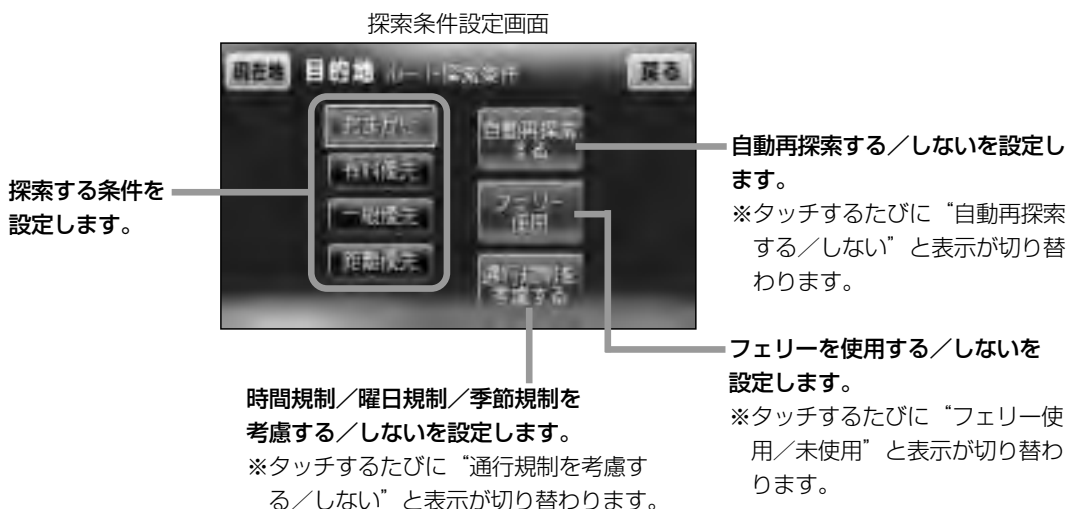 探索条件設定画面
現在地 目的地 ルート探索条件 戻る
おまかせ
有料優先
一般優先
距離優先
自動再探索
する
フェリー
使用
通行規制を
考慮する
探索する条件を
設定します。
自動再探索する／しないを設定し
ます。
※タッチするたびに“自動再探索
する／しない”と表示が切り替
わります。
フェリーを使用する／しないを
設定します。
※タッチするたびに“フェリー使
用／未使用”と表示が切り替わ
ります。
時間規制／曜日規制／季節規制を
考慮する／しないを設定します。
※タッチするたびに“通行規制を考慮す
る／しない”と表示が切り替わります。